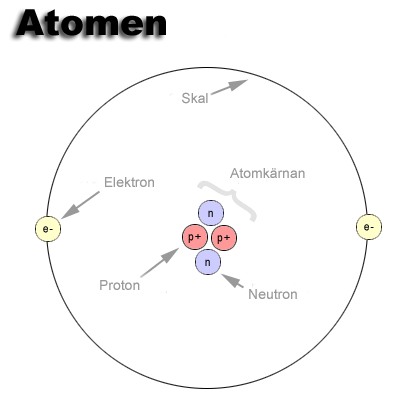 Atomen
Skal
Atomkärnan
Elektron
n
e-
e-
p+
p+
n
Proton
Neutron